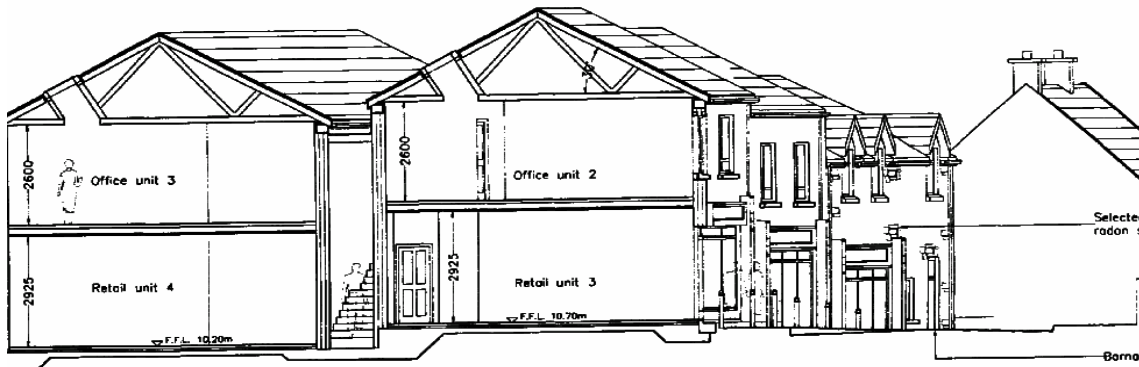 2600
Office unit 3
2925
Retail unit 4
F.F.L. 10.20m
2600
Office unit 2
2925
Retail unit 3
F.F.L. 10.70m
Selecte
radon s
Barna